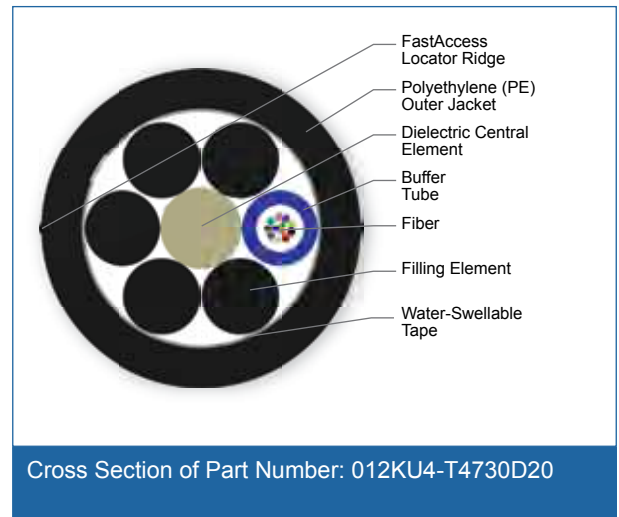 FastAccess
Locator Ridge
Polyethylene (PE)
Outer Jacket
Dielectric Central
Element
Buffer
Tube
Fiber
Filling Element
Water-Swellable
Tape
Cross Section of Part Number: 012KU4-T4730D20